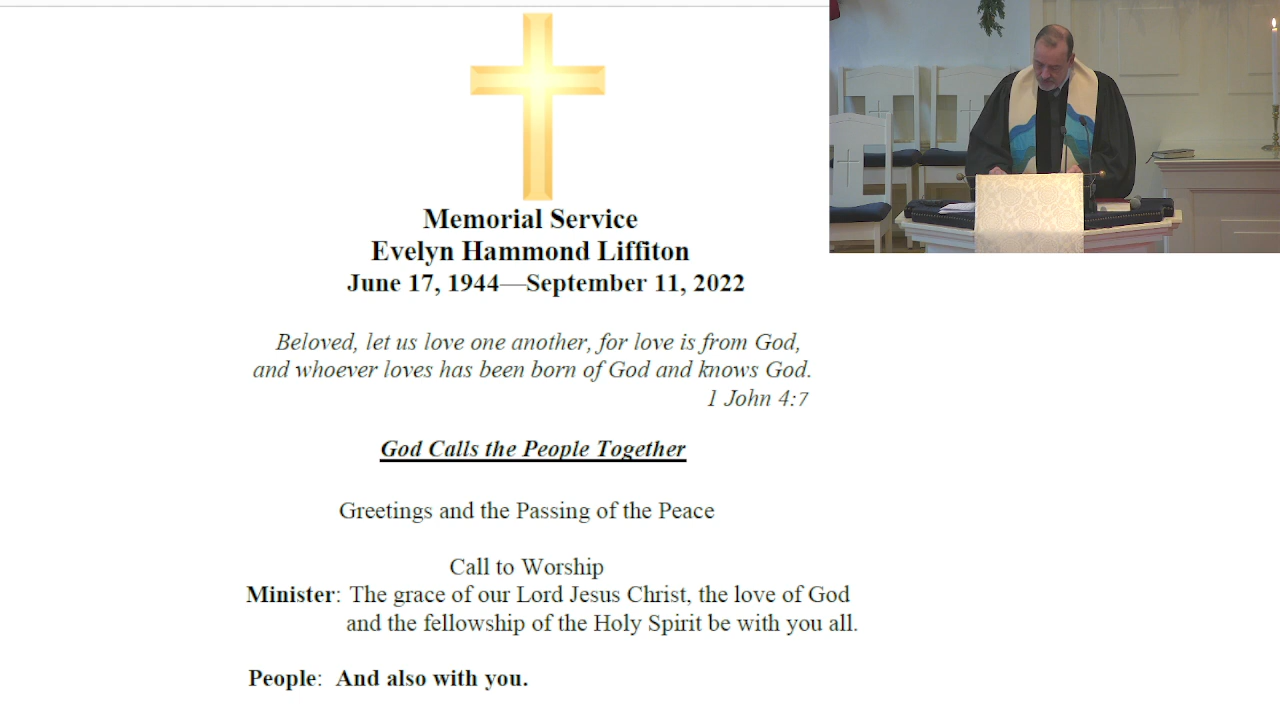 Memorial Service
Evelyn Hammond Liffiton
June 17, 1944—September 11, 2022
Beloved, let us love one another, for love is from God,
and whoever loves has been born of God and knows God.
1 John 4:7
God Calls the People Together
Greetings and the Passing of the Peace
Call to Worship
Minister: The grace of our Lord Jesus Christ, the love of God
and the fellowship of the Holy Spirit be with you all.
People: And also with you.